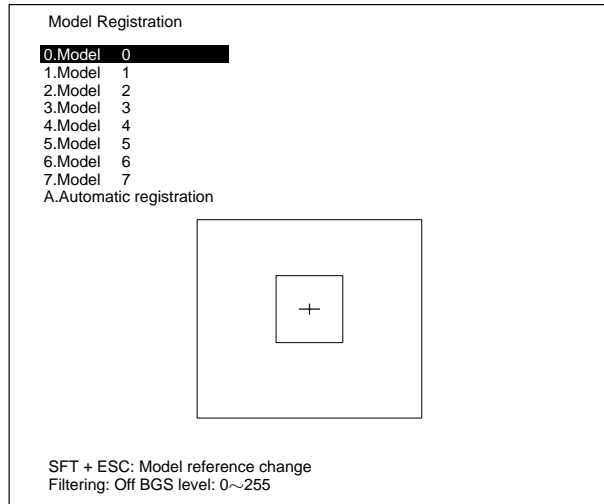 Model Registration
0.Model 0
1.Model 1
2.Model 2
3.Model 3
4.Model 4
5.Model 5
6.Model 6
7.Model 7
A.Automatic registration
SFT + ESC: Model reference change
Filtering: Off BGS level: 0∼255